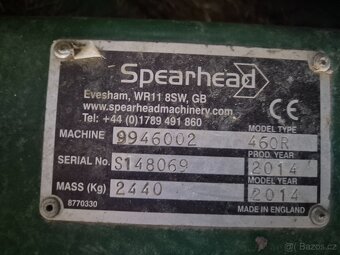 Spearhead
Evesham, WR11 8SW, GB
www.spearheadmachinery.com
Tel: +44 (0)1789 491 860
MACHINE 9946002 MODEL TYPE 460R
SERIAL No. S148069 PROD. YEAR 2014
MASS (Kg) 2440 MODEL YEAR 2014
8770330 MADE IN ENGLAND
CE
Bazos.cz